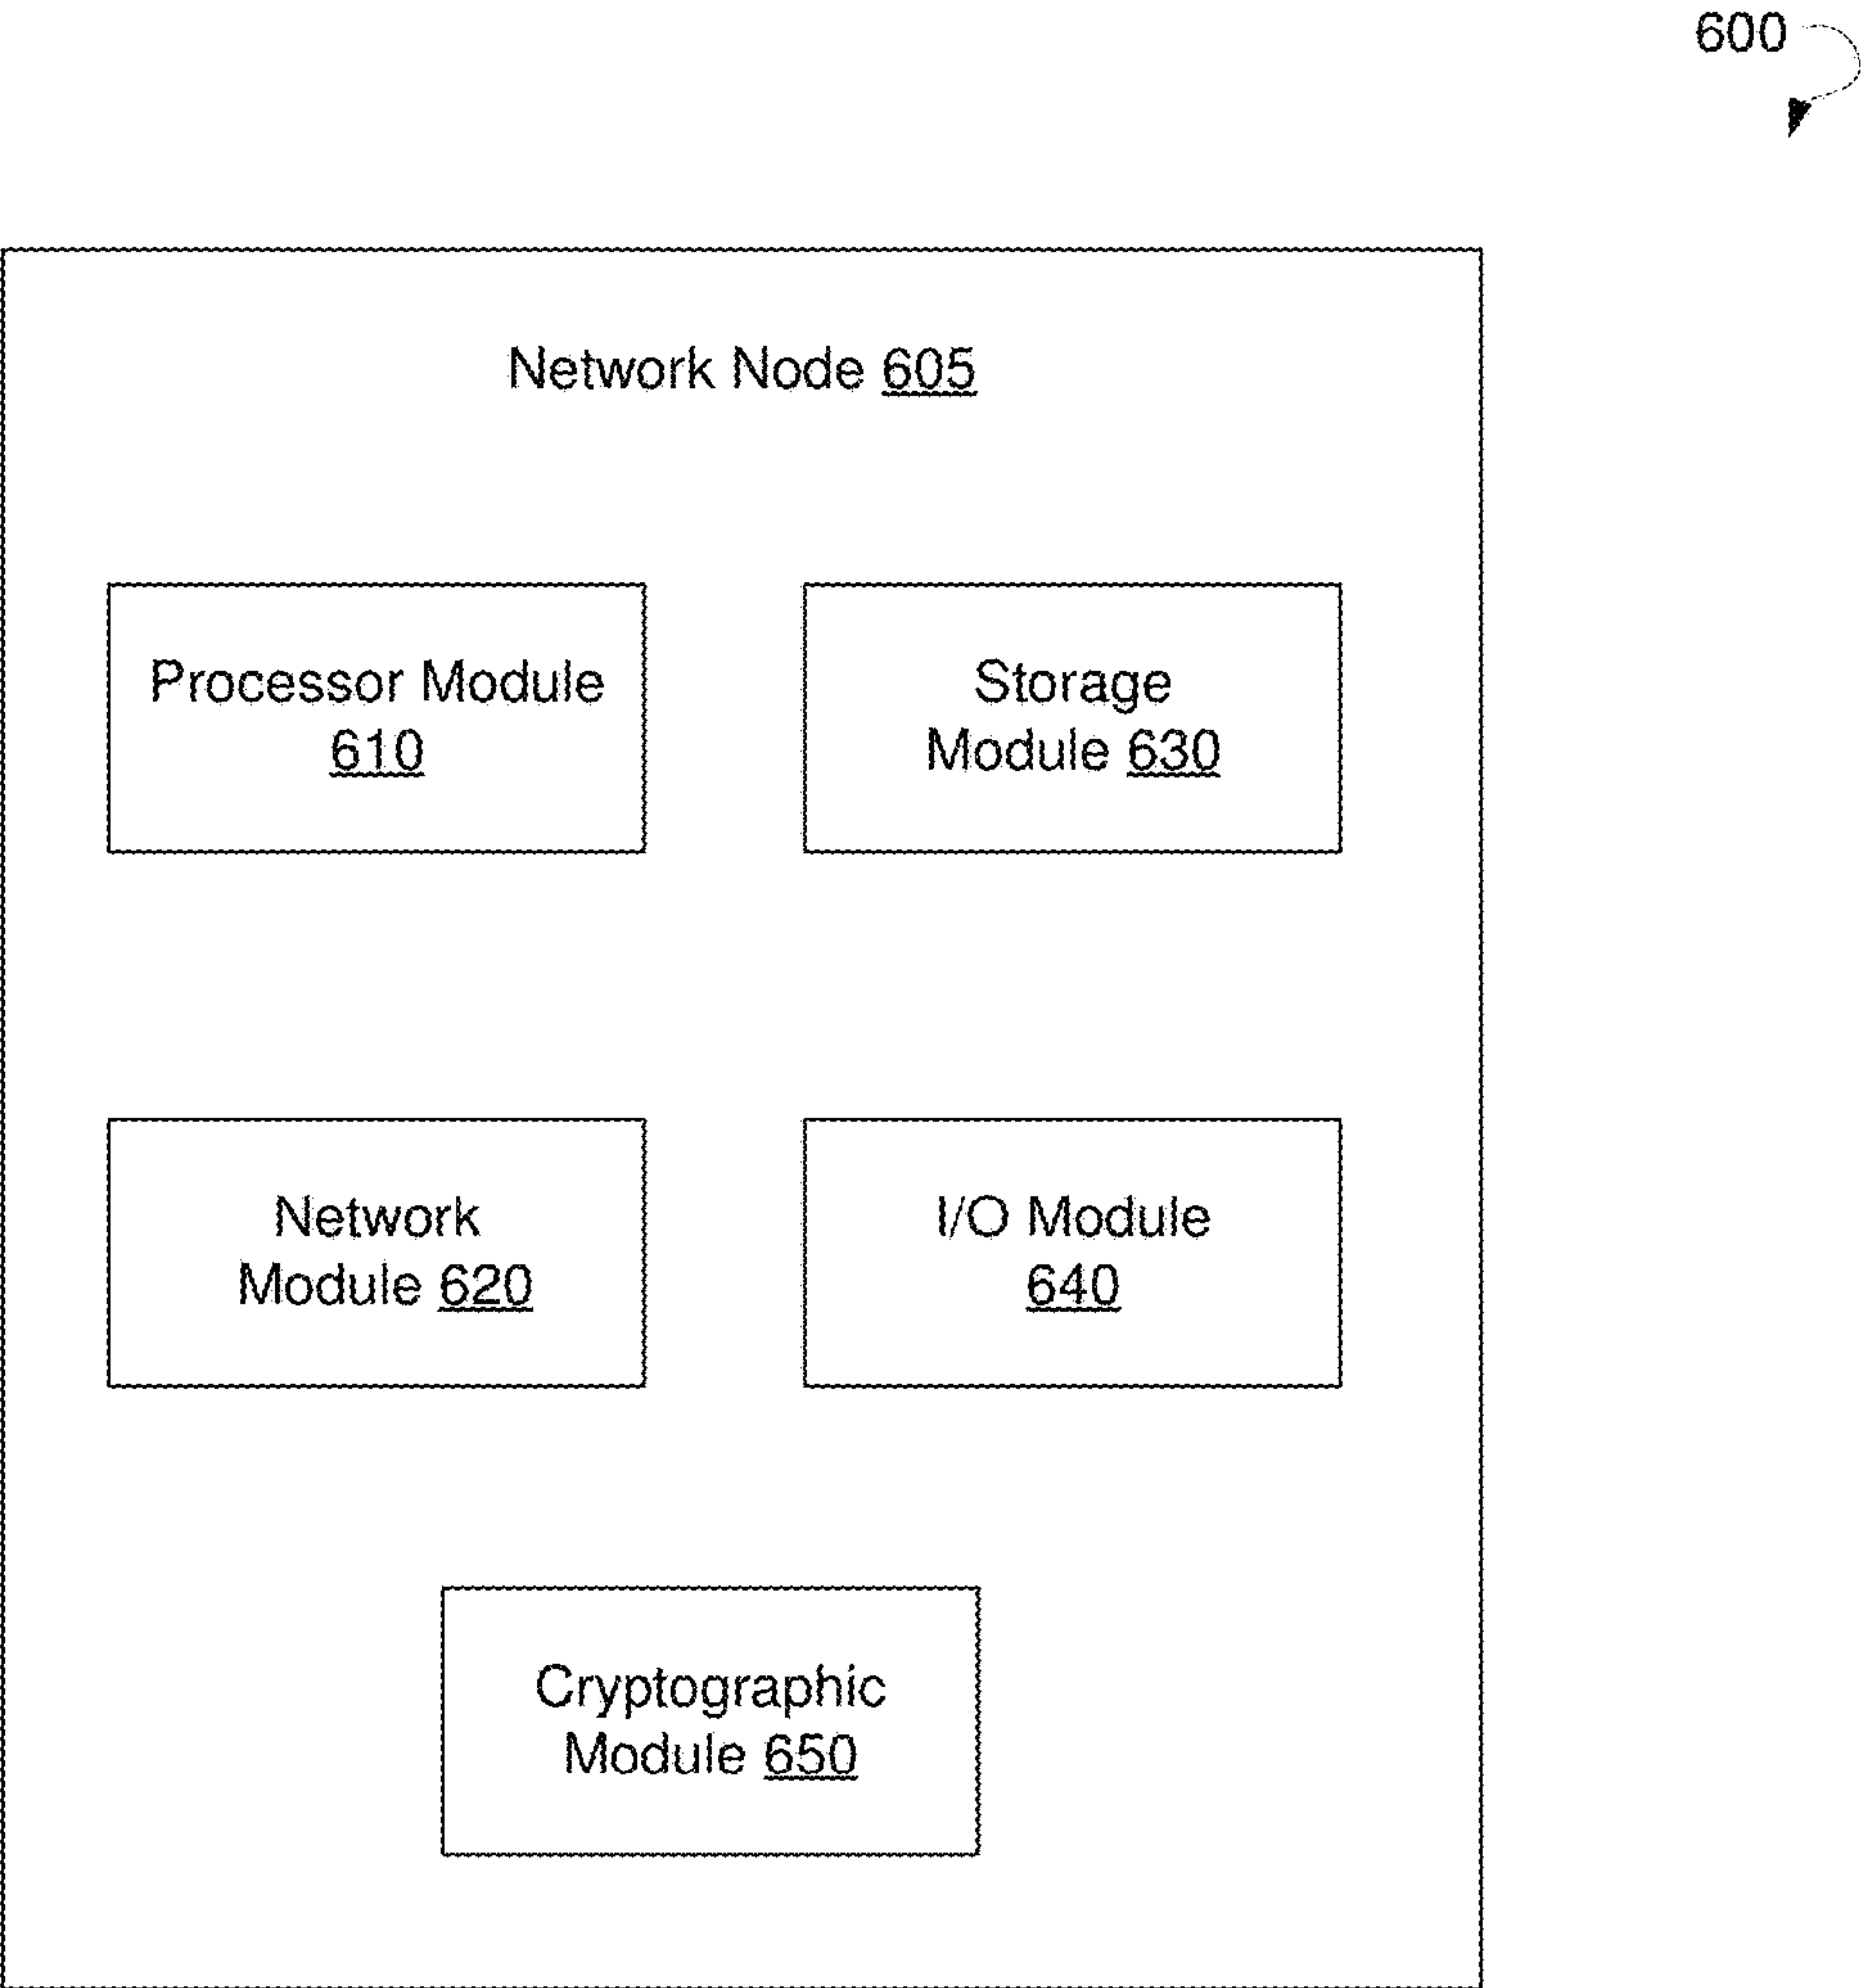 600
Network Node 605
Processor Module
610
Storage
Module 630
Network
Module 620
I/O Module
640
Cryptographic
Module 650